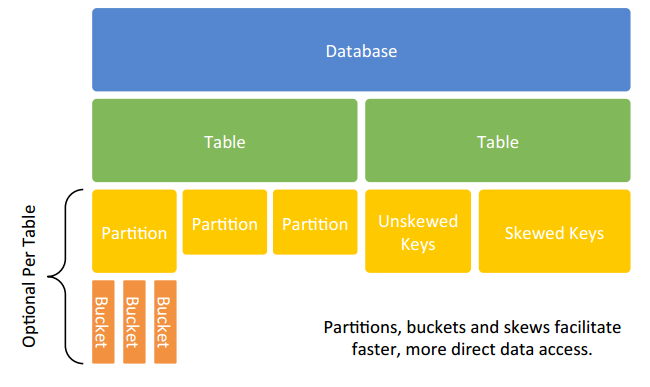 Database
Table
Table
Partition
Partition
Partition
Unskewed
Keys
Skewed Keys
Optional Per Table
Bucket
Bucket
Bucket
Partitions, buckets and skews facilitate
faster, more direct data access.